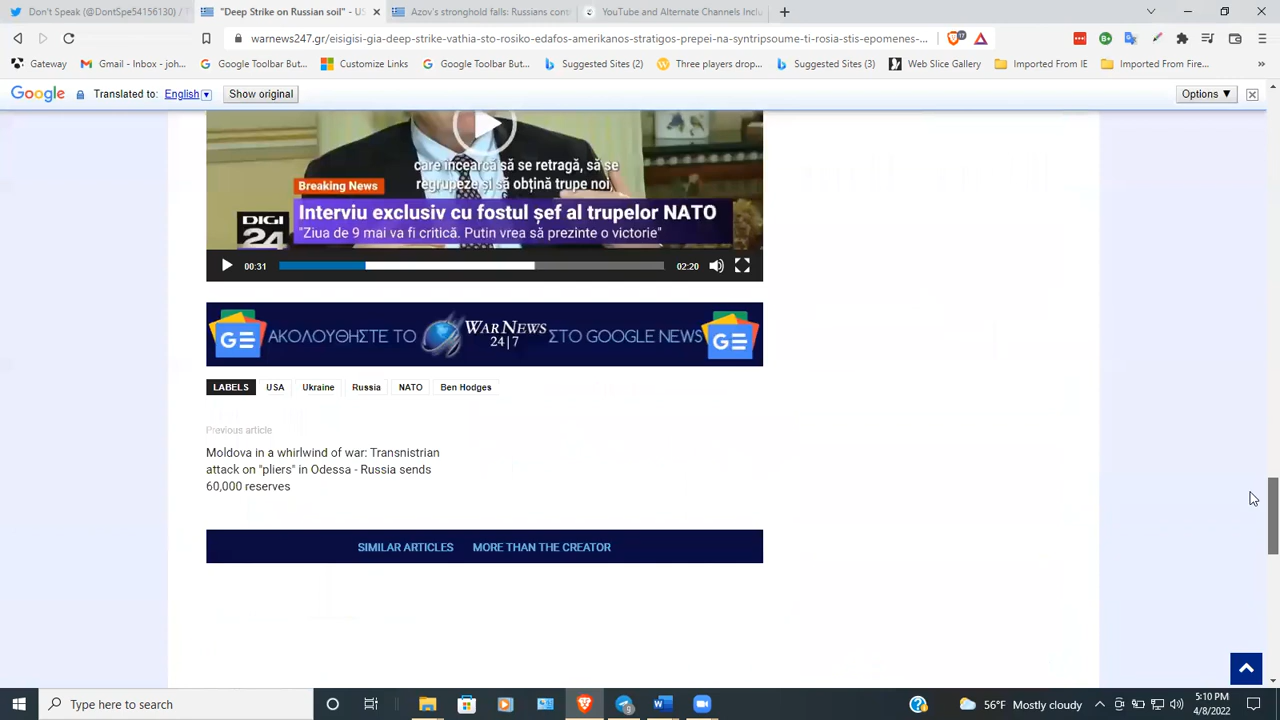 Don't Speak (@DontSpe54156130) /
"Deep Strike on Russian soil" - US
Azov's stronghold falls: Russians cont
YouTube and Alternate Channels Inclu
warnews247.gr/eisigisi-gia-deep-strike-vathia-sto-rosiko-edafos-amerikanos-stratigos-prepei-na-syntripsoume-ti-rosia-stis-epomenes-...
17
Gateway
Gmail - Inbox - joh...
Google Toolbar But...
Customize Links
Google Toolbar But...
Suggested Sites (2)
Three players drop...
Suggested Sites (3)
Web Slice Gallery
Imported From IE
Imported From Fire...
Google Translated to: English Show original
Options ▼
care încearcă să se retragă, să se
regrupeze și să obțină trupe noi,
Breaking News
Interviu exclusiv cu fostul șef al trupelor NATO
"Ziua de 9 mai va fi critică. Putin vrea să prezinte o victorie"
DIGI
24
00:31
02:20
GE ΑΚΟΛΟΥΘΗΣΤΕ ΤΟ WARNEWS 24|7 ΣΤΟ GOOGLE NEWS GE
LABELS USA Ukraine Russia NATO Ben Hodges
Previous article
Moldova in a whirlwind of war: Transnistrian
attack on "pliers" in Odessa - Russia sends
60,000 reserves
SIMILAR ARTICLES MORE THAN THE CREATOR
Type here to search
56°F Mostly cloudy
5:10 PM
4/8/2022